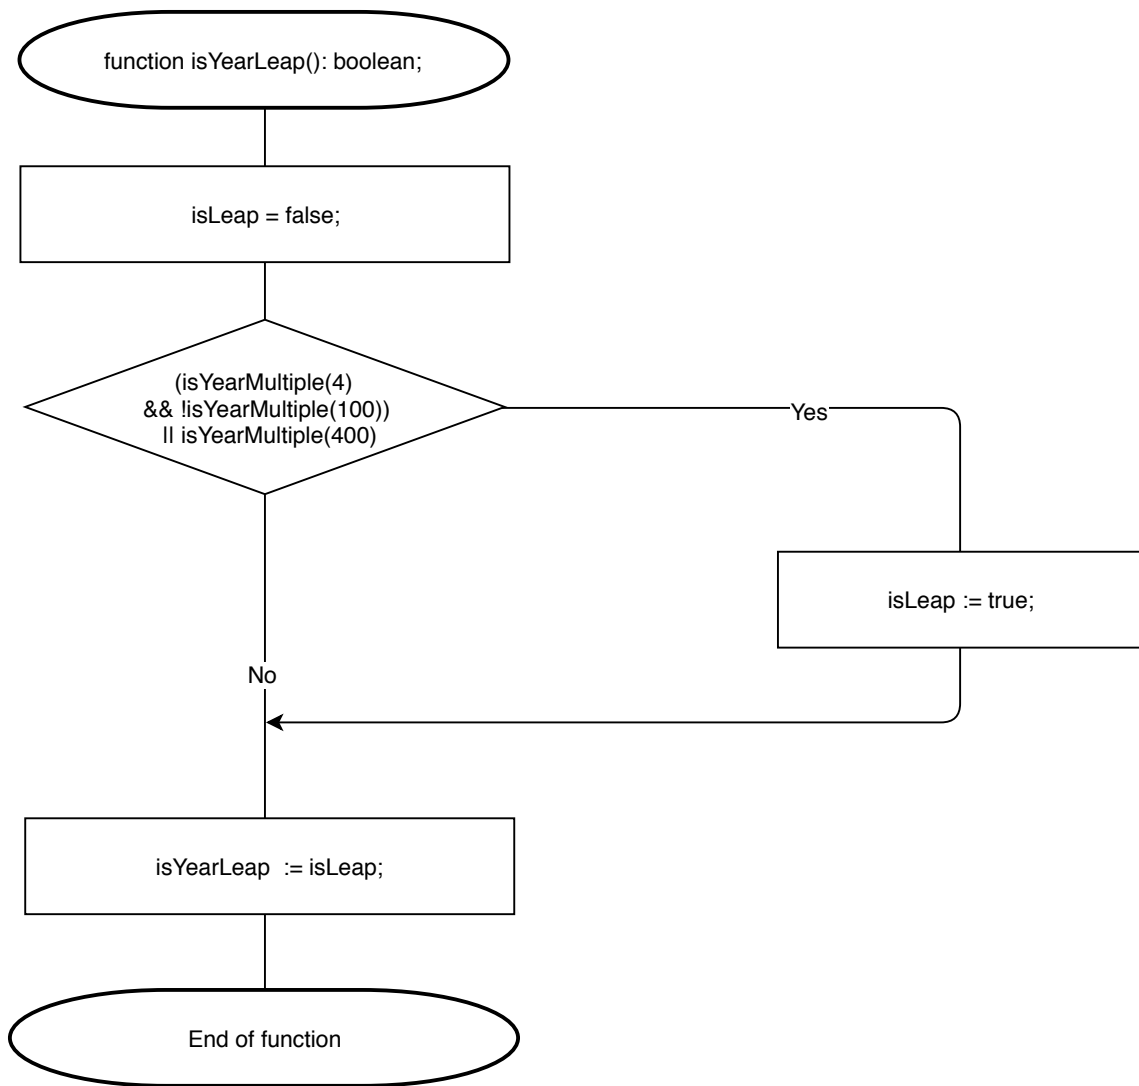 function isYearLeap(): boolean;
isLeap = false;
(isYearMultiple(4)
&& !isYearMultiple(100))
|| isYearMultiple(400)
Yes
isLeap := true;
No
isYearLeap  := isLeap;
End of function